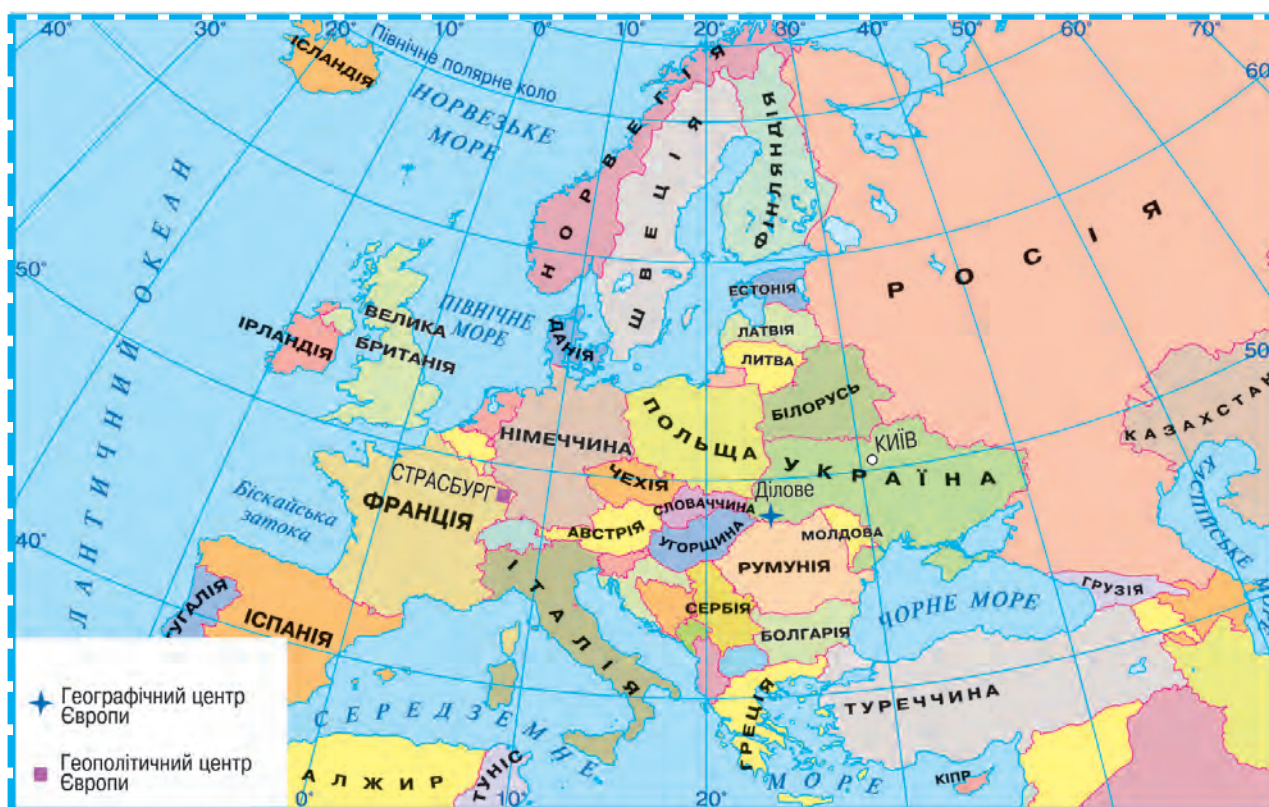 40° 30° 20° 10° 0° 10° 20° 30° 40° 50° 60° 70°
ІСЛАНДІЯ
Північне полярне коло
60°
НОРВЕЗЬКЕ
МОРЕ
НОРВЕГІЯ
ШВЕЦІЯ
ФІНЛЯНДІЯ
РОСІЯ
АТЛАНТИЧНИЙ ОКЕАН
50°
50°
ЕСТОНІЯ
ПІВНІЧНЕ
МОРЕ
ВЕЛИКА
БРИТАНІЯ
ІРЛАНДІЯ
ДАНІЯ
ЛАТВІЯ
ЛИТВА
БІЛОРУСЬ
КАЗАХСТАН
НІМЕЧЧИНА
ПОЛЬЩА
КИЇВ
УКРАЇНА
СТРАСБУРГ
ЧЕХІЯ
Ділове
КАСПІЙСЬКЕ МО
Біскайська
затока
ФРАНЦІЯ
СЛОВАЧЧИНА
АВСТРІЯ
УГОРЩИНА
МОЛДОВА
40°
РУМУНІЯ
ІТАЛІЯ
ГРУЗІЯ
ТУГАЛІЯ
ІСПАНІЯ
СЕРБІЯ
ЧОРНЕ МОРЕ
БОЛГАРІЯ
ТУРЕЧЧИНА
ГРЕЦІЯ
СЕРЕДЗЕМНЕ
МОРЕ
КІПР
АЛЖИР
ТУНІС
Географічний центр
Європи
Геополітичний центр
Європи
0° 10° 20° 30° 40°